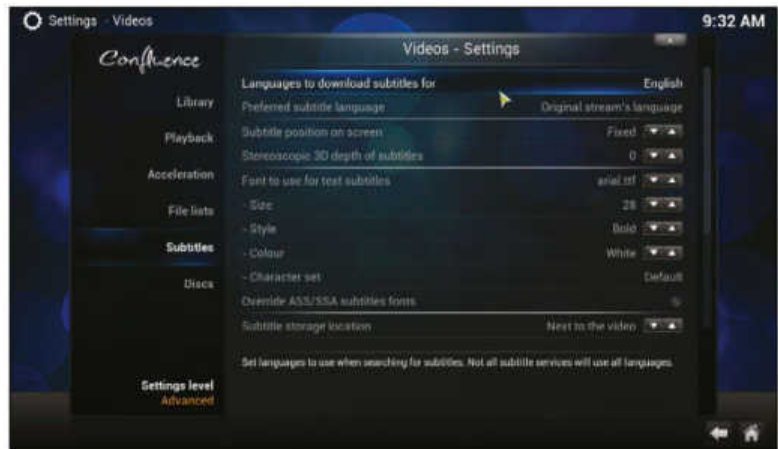 Settings - Videos
9:32 AM
Confluence
Videos - Settings
Library
Playback
Acceleration
File lists
Subtitles
Discs
Settings level
Advanced
Languages to download subtitles for English
Preferred subtitle language Original stream's language
Subtitle position on screen Fixed
Stereoscopic 3D depth of subtitles 0
Font to use for text subtitles arial.ttf
- Size 28
- Style Bold
- Colour White
- Character set Default
Override ASS/SSA subtitles fonts
Subtitle storage location Next to the video
Set languages to use when searching for subtitles. Not all subtitle services will use all languages.